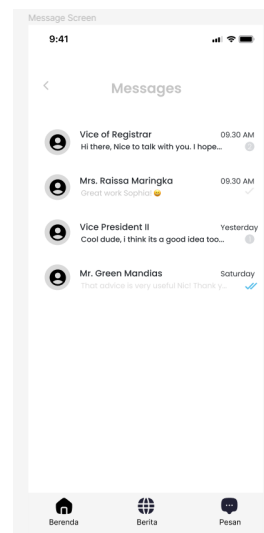 Message Screen
9:41
Messages
Vice of Registrar 09.30 AM
Hi there, Nice to talk with you. I hope...
Mrs. Raissa Maringka 09.30 AM
Great work Sophia! 😀
Vice President II Yesterday
Cool dude, i think its a good idea too...
Mr. Green Mandias Saturday
That advice is very useful Nic! Thank y...
Berenda Berita Pesan